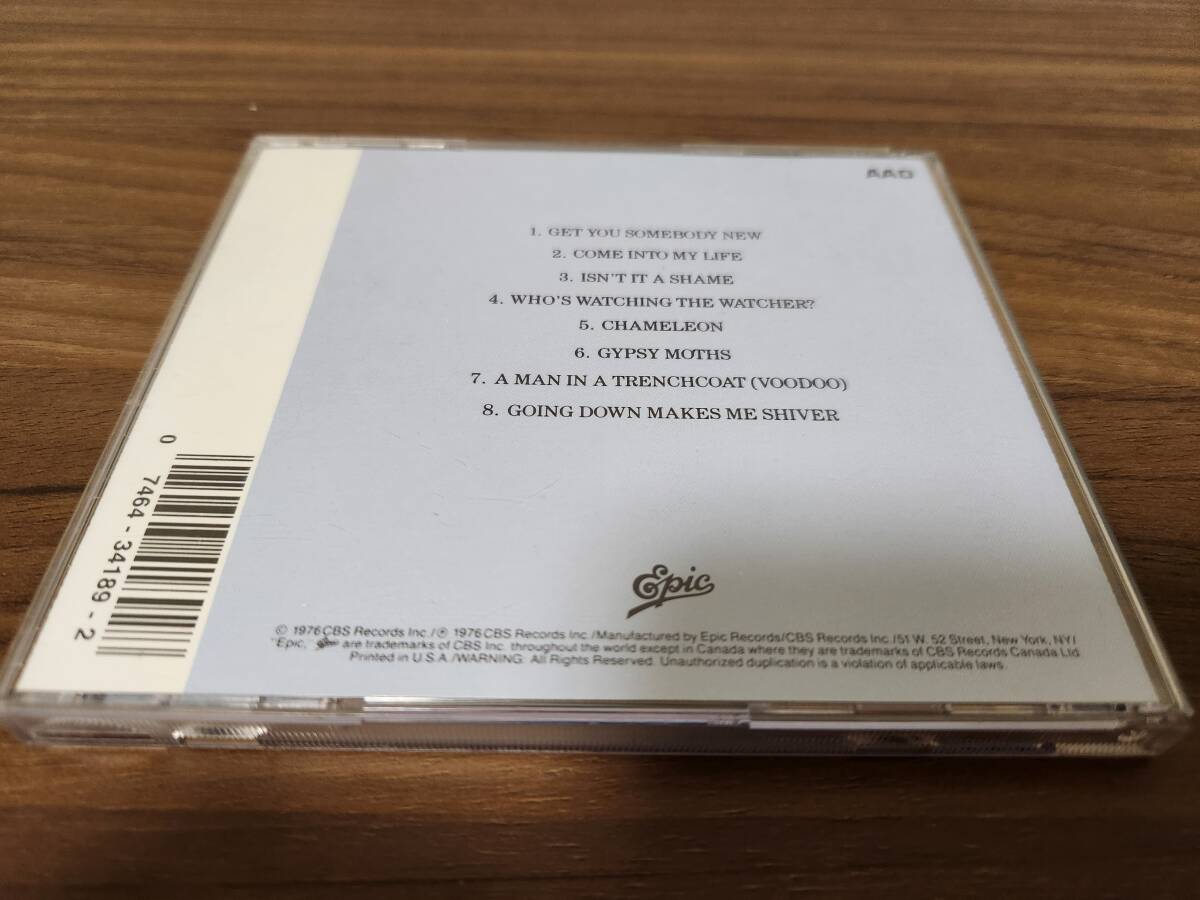 AAD
1. GET YOU SOMEBODY NEW
2. COME INTO MY LIFE
3. ISN'T IT A SHAME
4. WHO'S WATCHING THE WATCHER?
5. CHAMELEON
6. GYPSY MOTHS
7. A MAN IN A TRENCHCOAT (VOODOO)
8. GOING DOWN MAKES ME SHIVER
0 7464-34189-2
Epic
© 1976 CBS Records Inc./℗ 1976 CBS Records Inc./Manufactured by Epic Records/CBS Records Inc./51 W. 52 Street, New York, NY/
"Epic," Epic are trademarks of CBS Inc. throughout the world except in Canada where they are trademarks of CBS Records Canada Ltd.
Printed in U.S.A./WARNING: All Rights Reserved. Unauthorized duplication is a violation of applicable laws.